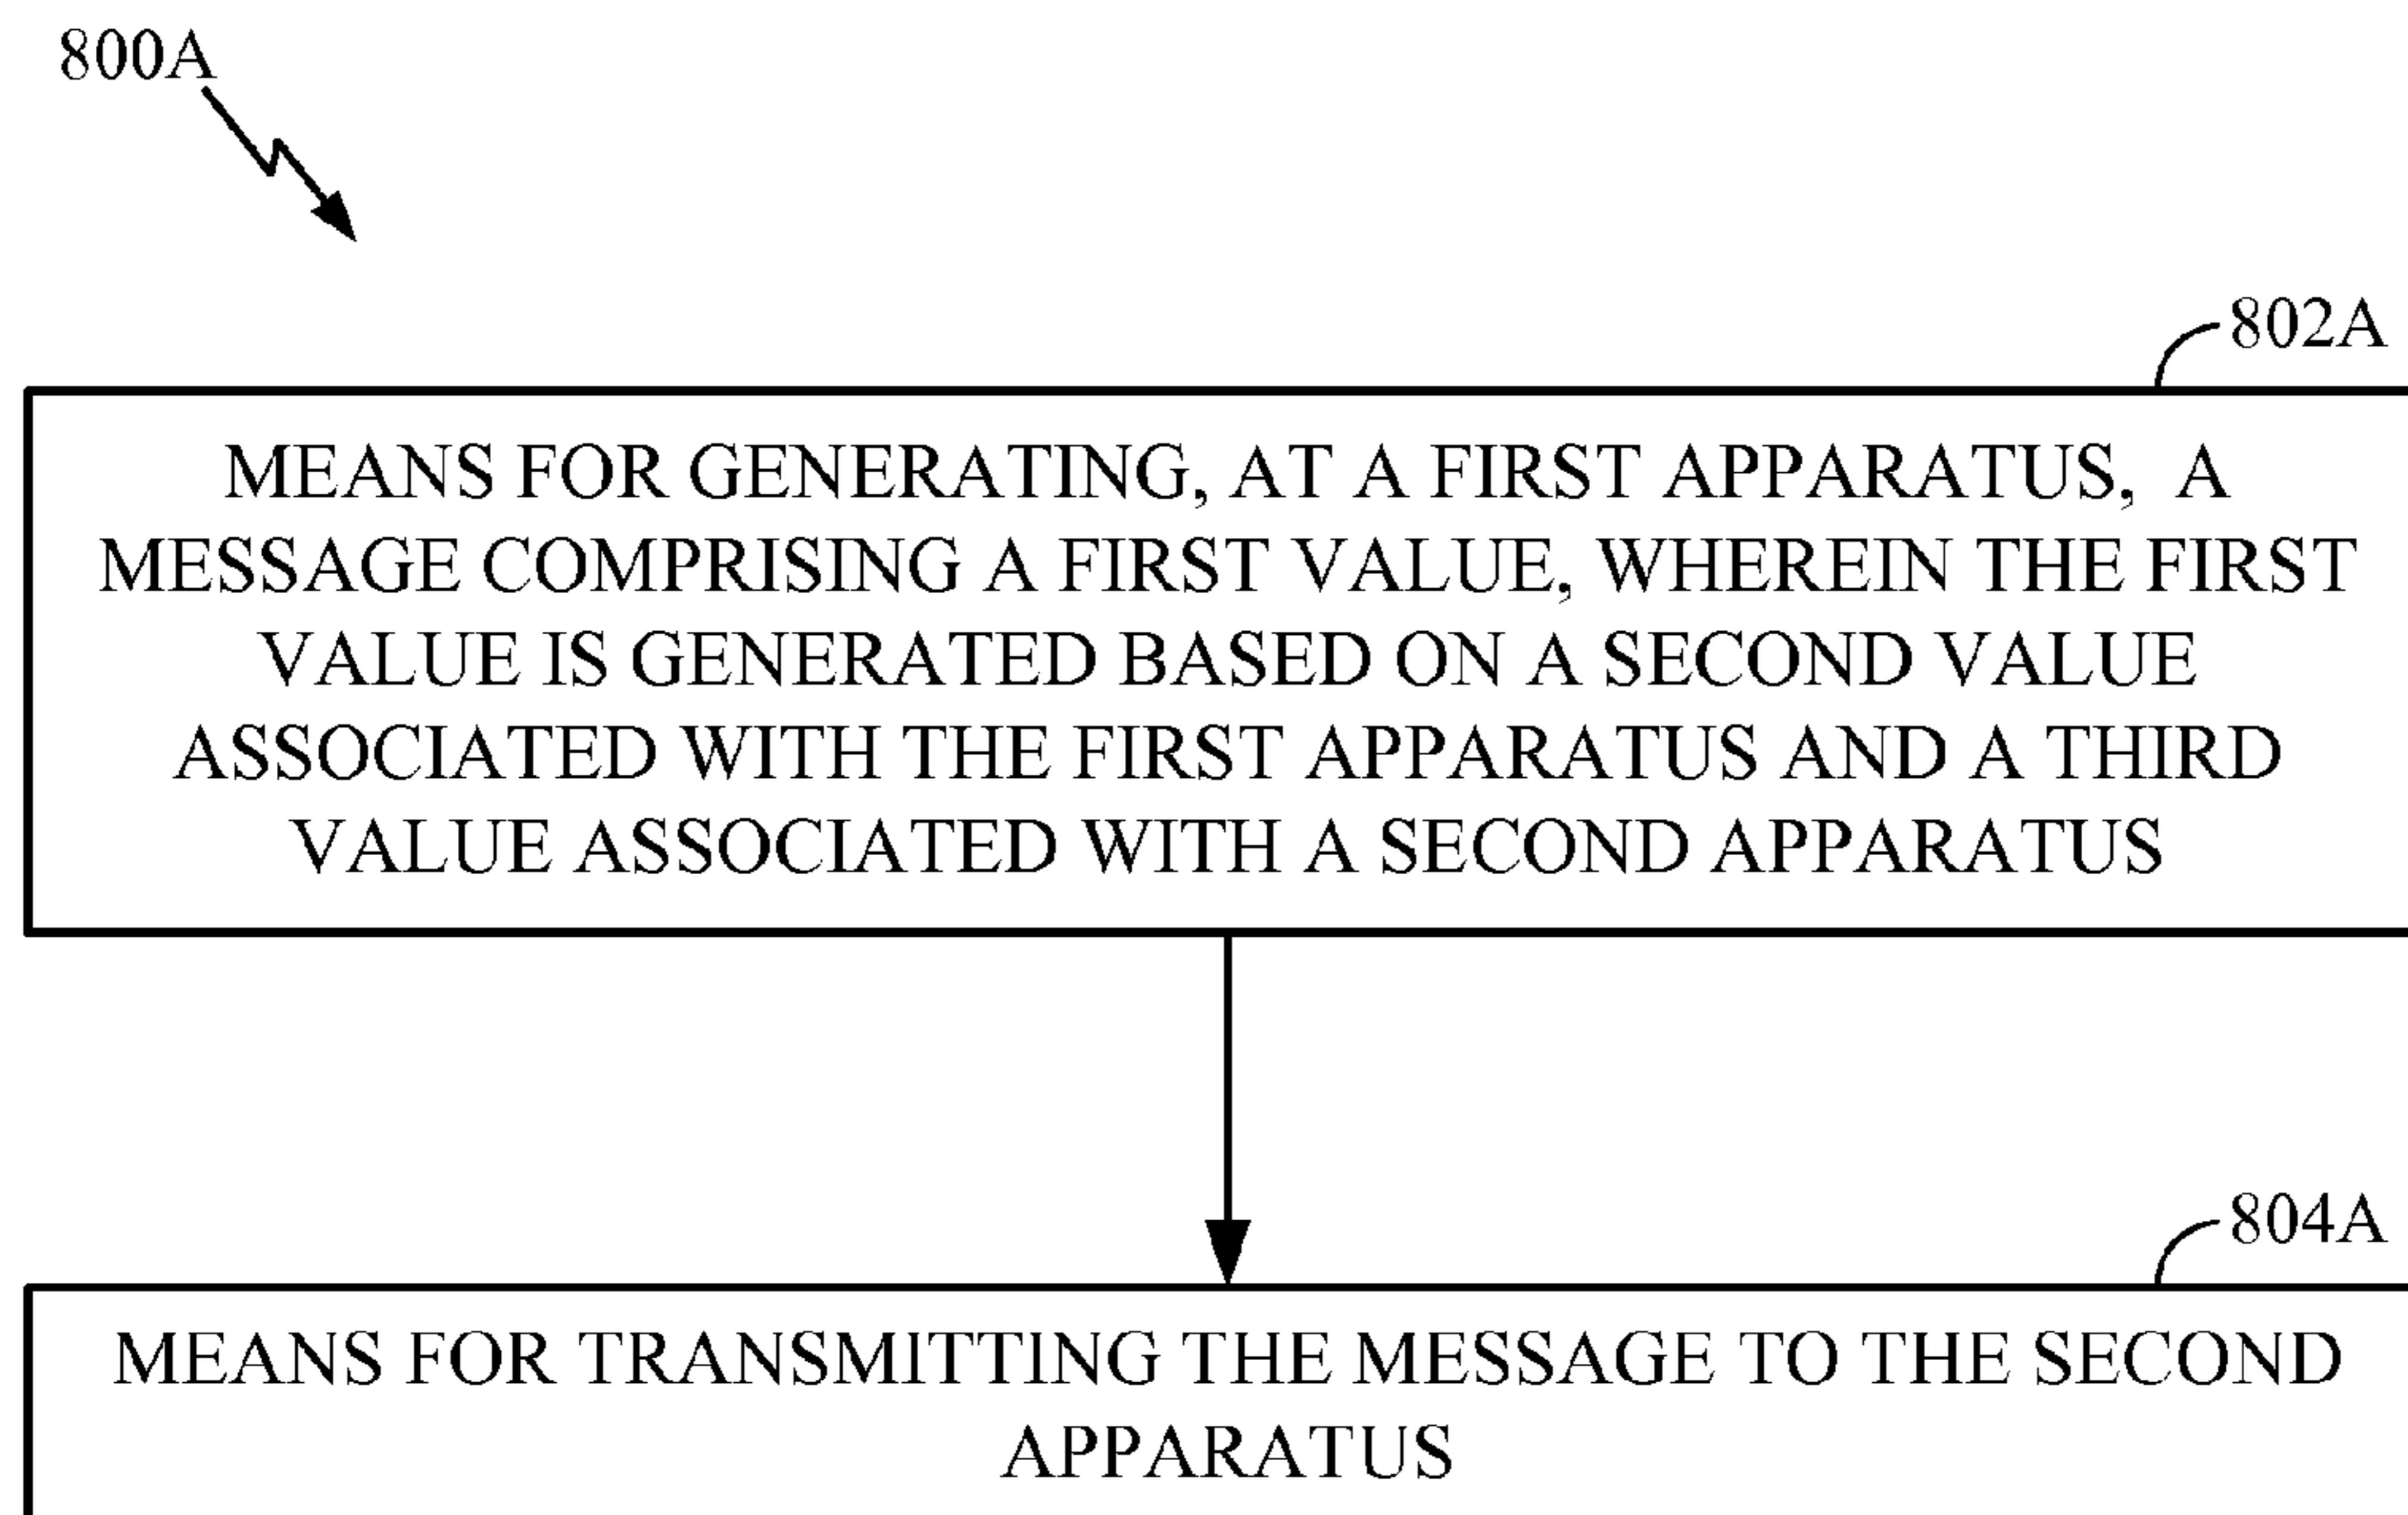 800A
802A
MEANS FOR GENERATING, AT A FIRST APPARATUS, A
MESSAGE COMPRISING A FIRST VALUE, WHEREIN THE FIRST
VALUE IS GENERATED BASED ON A SECOND VALUE
ASSOCIATED WITH THE FIRST APPARATUS AND A THIRD
VALUE ASSOCIATED WITH A SECOND APPARATUS
804A
MEANS FOR TRANSMITTING THE MESSAGE TO THE SECOND
APPARATUS